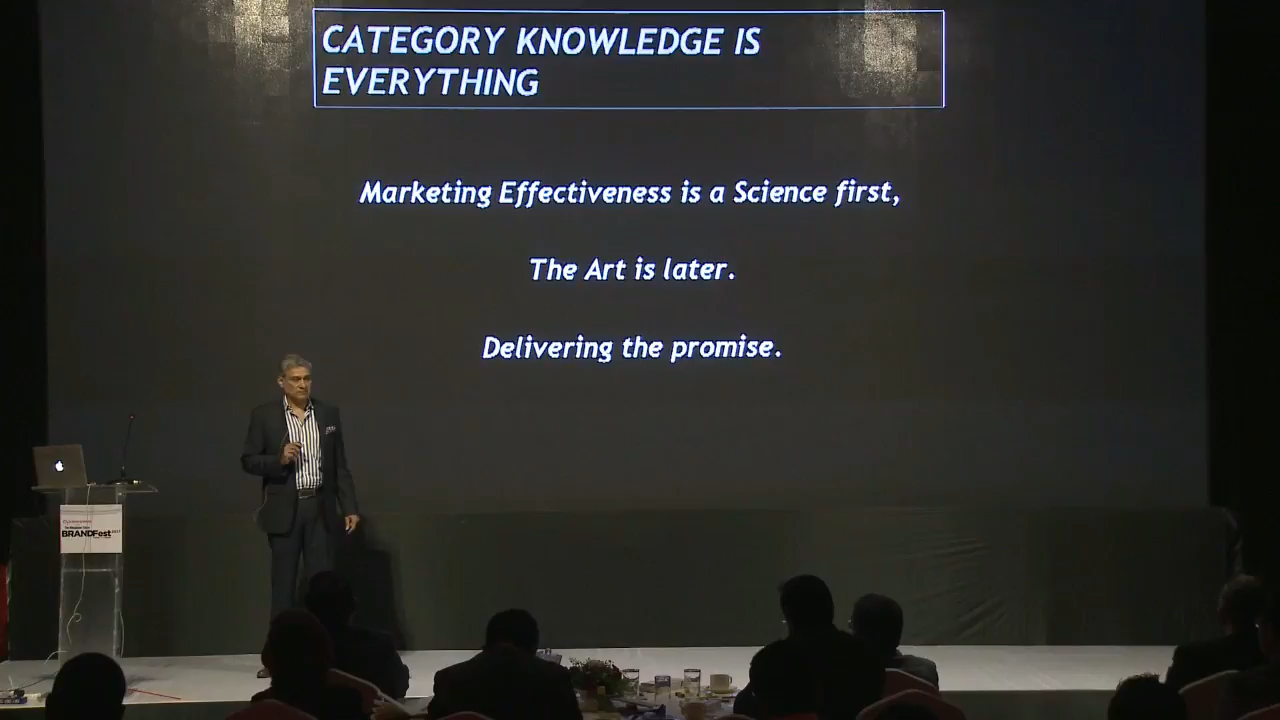 CATEGORY KNOWLEDGE IS
EVERYTHING
Marketing Effectiveness is a Science first,
The Art is later.
Delivering the promise.
BRANDFest